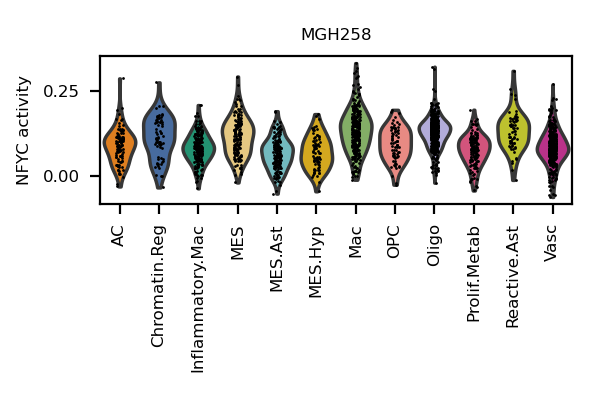 MGH258
NFYC activity
0.25
0.00
AC
Chromatin.Reg
Inflammatory.Mac
MES
MES.Ast
MES.Hyp
Mac
OPC
Oligo
Prolif.Metab
Reactive.Ast
Vasc